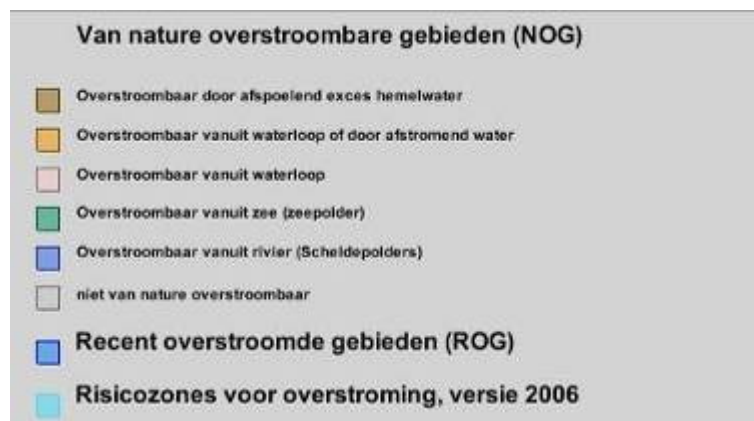 Van nature overstroombare gebieden (NOG)
Overstroombaar door afspoelend exces hemelwater
Overstroombaar vanuit waterloop of door afstromend water
Overstroombaar vanuit waterloop
Overstroombaar vanuit zee (zeepolder)
Overstroombaar vanuit rivier (Scheldepolders)
niet van nature overstroombaar
Recent overstroomde gebieden (ROG)
Risicozones voor overstroming, versie 2006